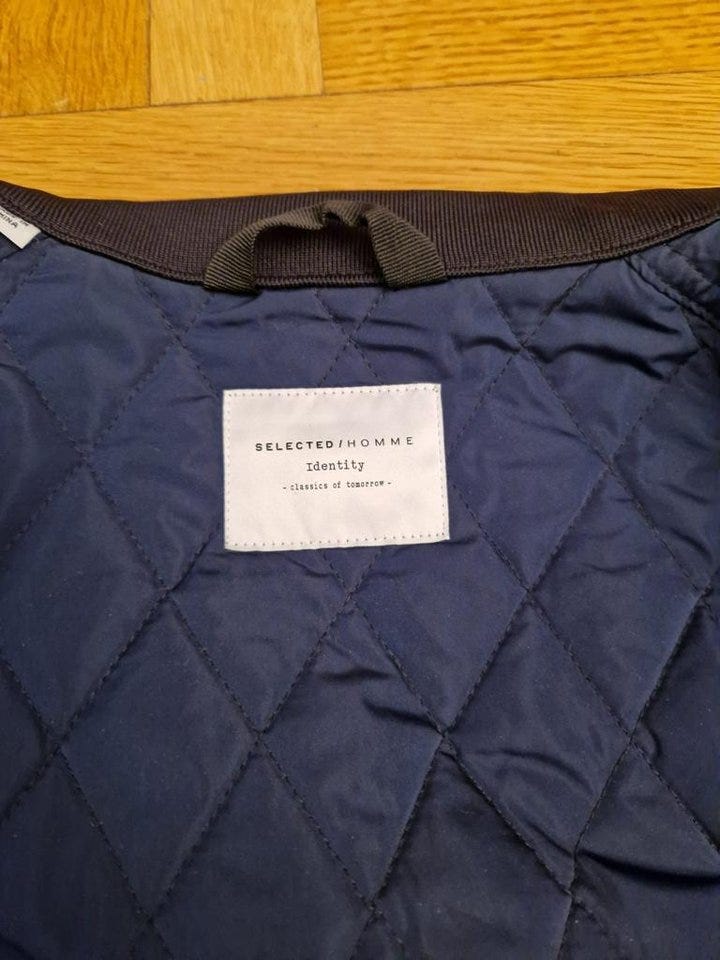 SELECTED/HOMME
Identity
- classics of tomorrow -